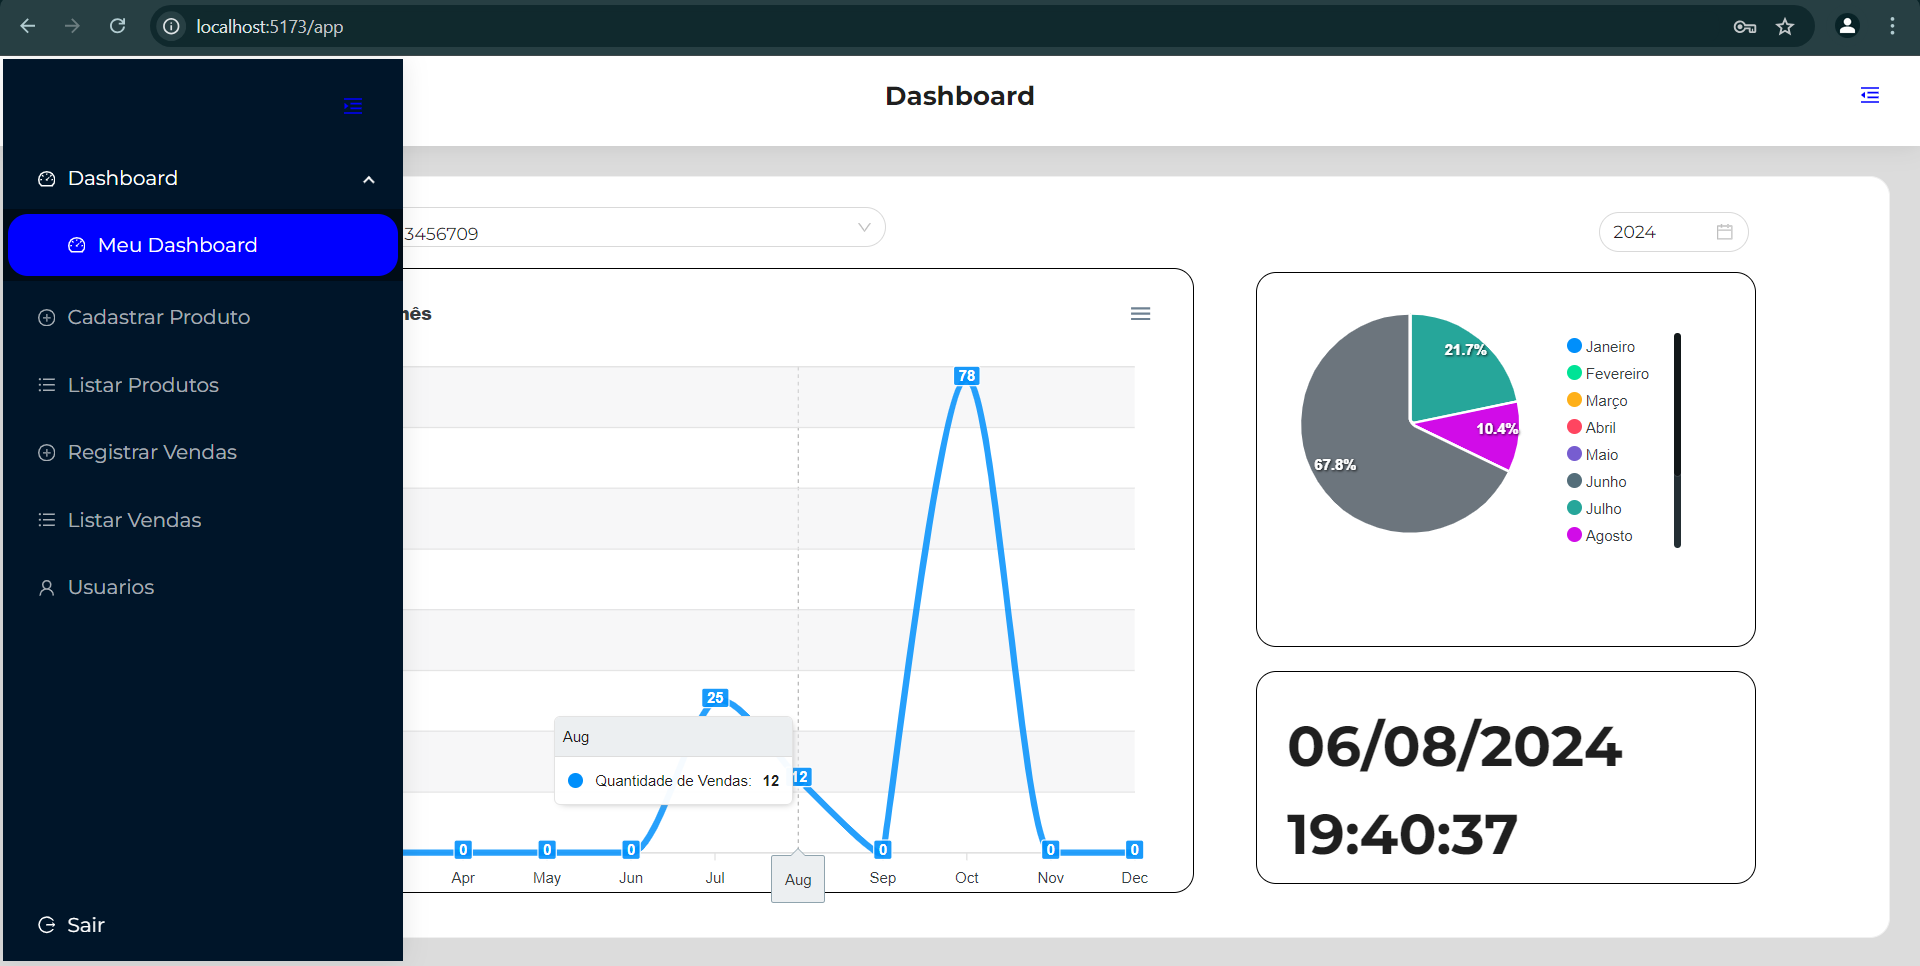 localhost:5173/app
Dashboard
Dashboard
Meu Dashboard
Cadastrar Produto
Listar Produtos
Registrar Vendas
Listar Vendas
Usuarios
Sair
3456709
2024
mês
78
25
12
0
0
0
0
0
0
Aug
Quantidade de Vendas: 12
Apr
May
Jun
Jul
Aug
Sep
Oct
Nov
Dec
21.7%
10.4%
67.8%
Janeiro
Fevereiro
Março
Abril
Maio
Junho
Julho
Agosto
06/08/2024
19:40:37